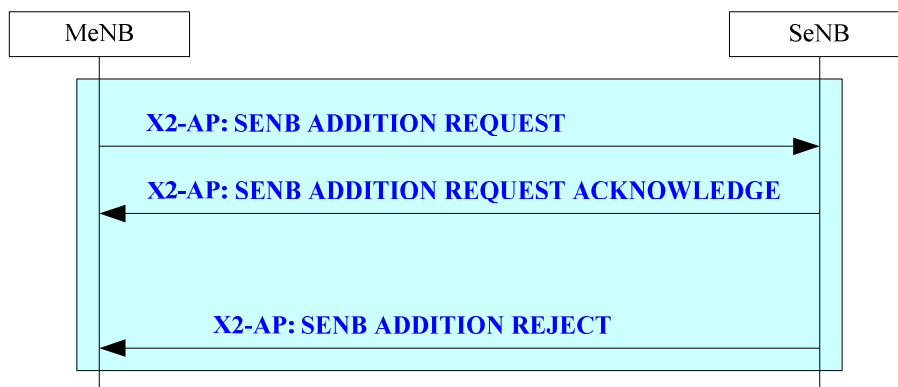 MeNB
SeNB
X2-AP: SENB ADDITION REQUEST
X2-AP: SENB ADDITION REQUEST ACKNOWLEDGE
X2-AP: SENB ADDITION REJECT